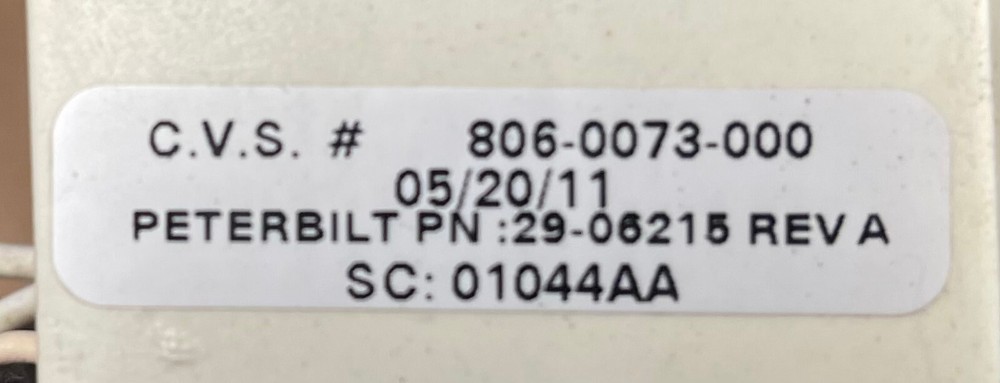 C.V.S. # 806-0073-000
05/20/11
PETERBILT PN :29-06215 REV A
SC: 01044AA